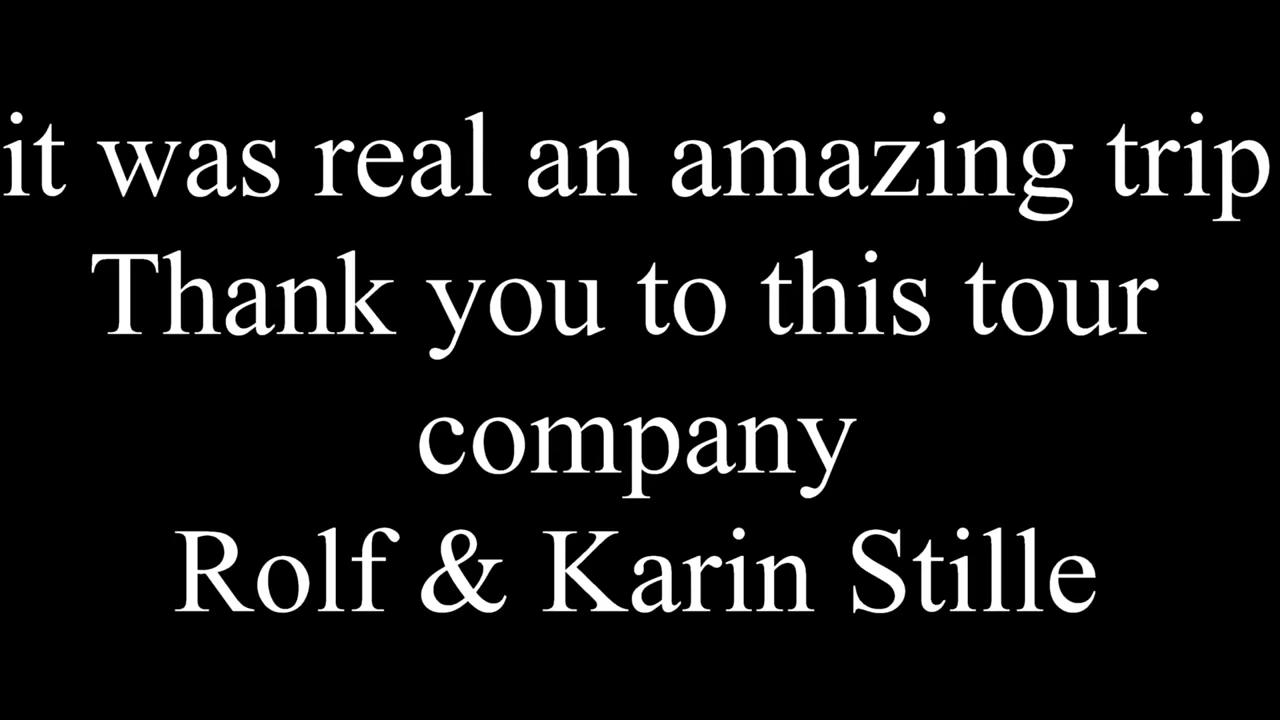 it was real an amazing trip
Thank you to this tour
company
Rolf & Karin Stille